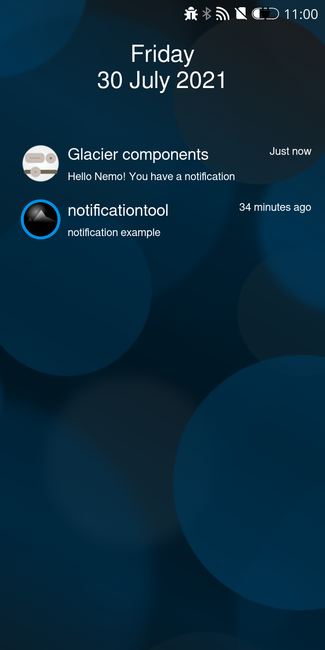 11:00
Friday
30 July 2021
Glacier components
Just now
Hello Nemo! You have a notification
notificationtool
34 minutes ago
notification example